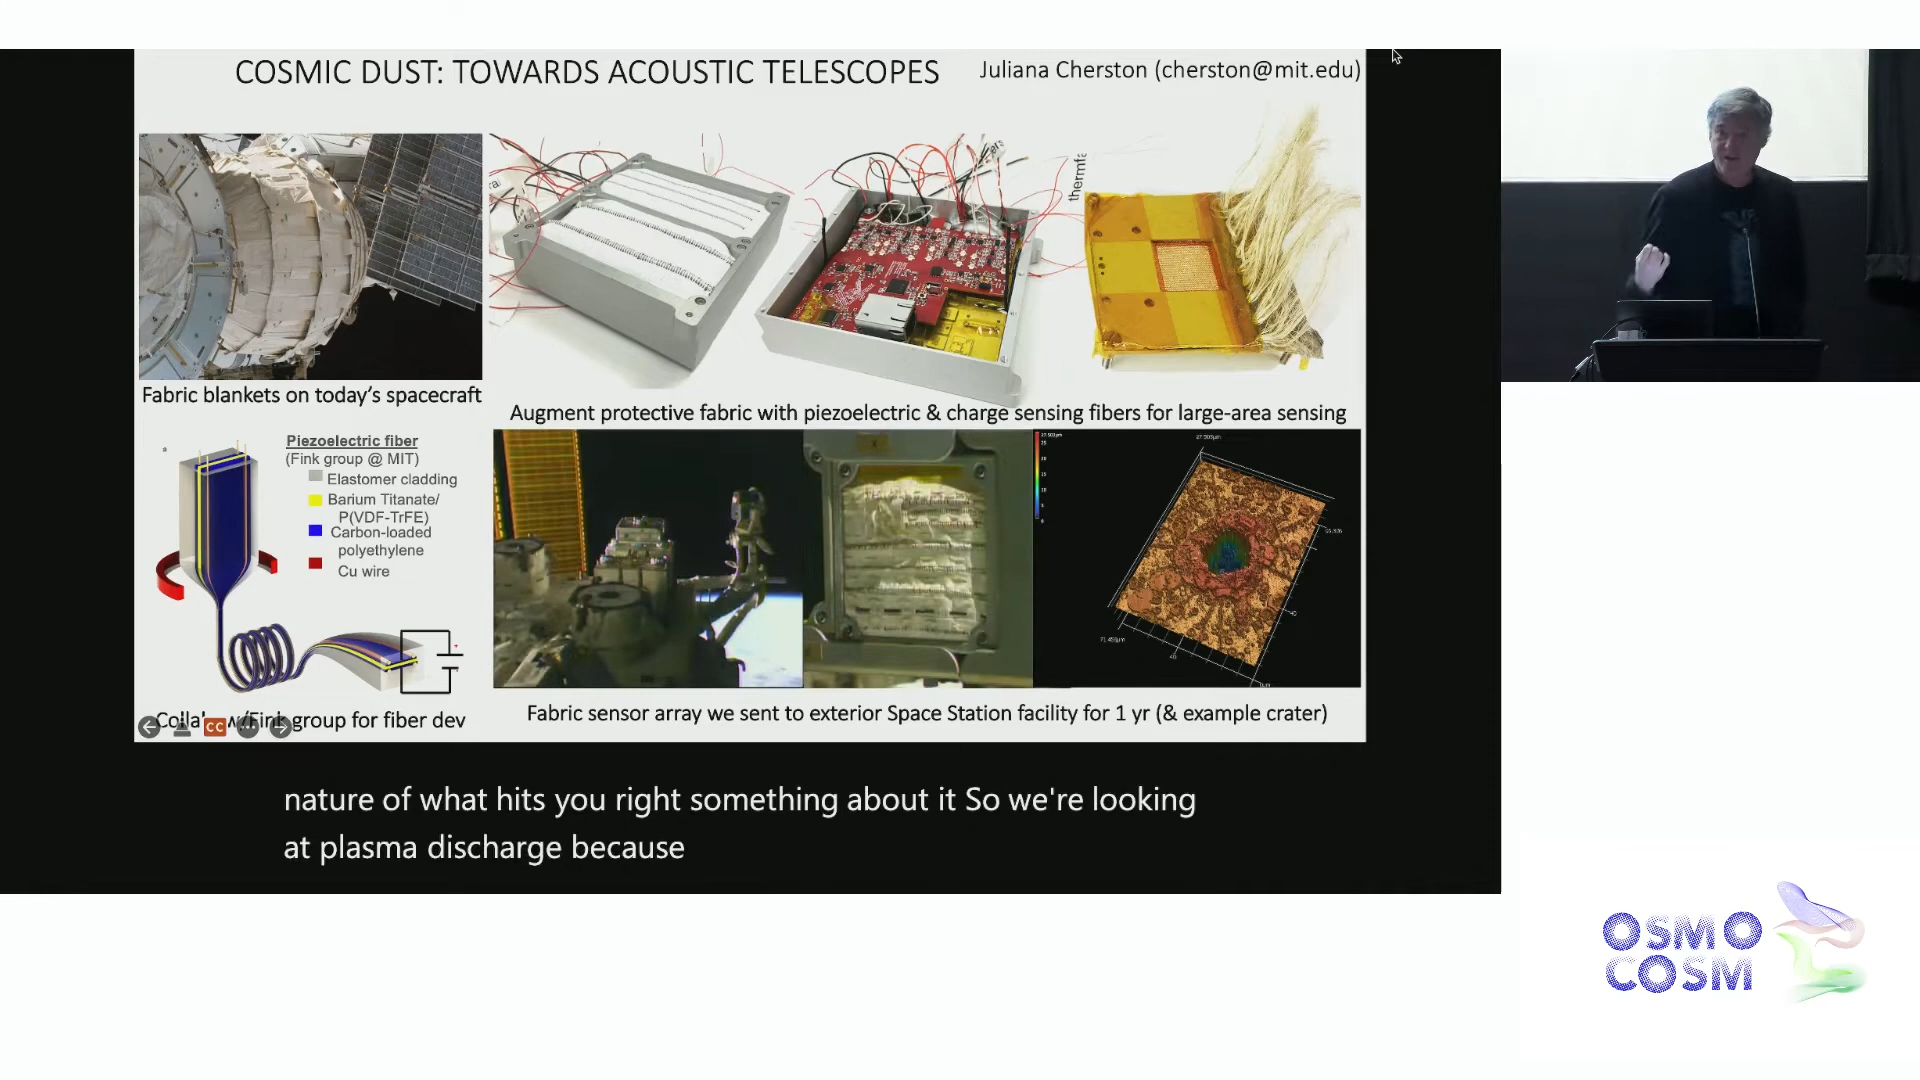 COSMIC DUST: TOWARDS ACOUSTIC TELESCOPES
Juliana Cherston (cherston@mit.edu)
Fabric blankets on today's spacecraft
Augment protective fabric with piezoelectric & charge sensing fibers for large-area sensing
Piezoelectric fiber
(Fink group @ MIT)
Elastomer cladding
Barium Titanate/
P(VDF-TrFE)
Carbon-loaded
polyethylene
Cu wire
group for fiber dev
CC
Fabric sensor array we sent to exterior Space Station facility for 1 yr (& example crater)
nature of what hits you right something about it So we're looking
at plasma discharge because
OSMO
COSM